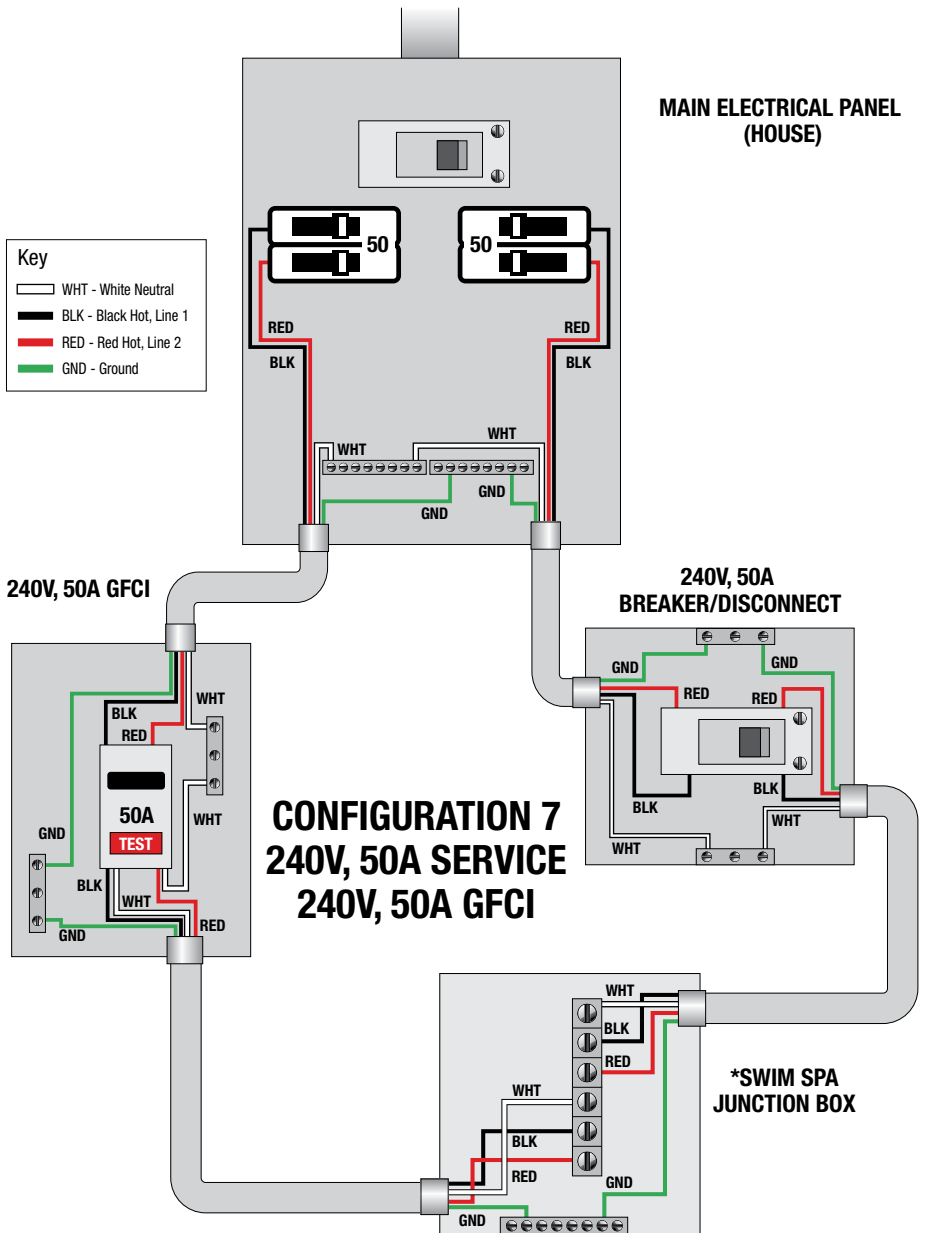 MAIN ELECTRICAL PANEL
(HOUSE)
50
50
Key
WHT - White Neutral
BLK - Black Hot, Line 1
RED - Red Hot, Line 2
GND - Ground
RED
BLK
RED
BLK
WHT
WHT
GND
GND
240V, 50A GFCI
240V, 50A
BREAKER/DISCONNECT
WHT
BLK
RED
50A
TEST
WHT
GND
BLK
WHT
RED
GND
GND
GND
RED
RED
BLK
BLK
WHT
WHT
CONFIGURATION 7
240V, 50A SERVICE
240V, 50A GFCI
WHT
BLK
RED
WHT
BLK
RED
GND
GND
*SWIM SPA
JUNCTION BOX